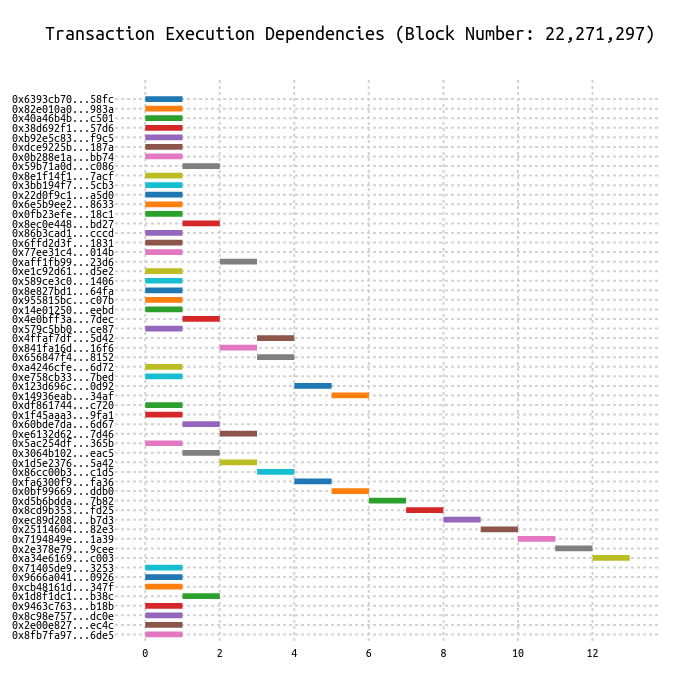 Transaction Execution Dependencies (Block Number: 22,271,297)
0x6393cb70...58fc
0x82e010a0...983a
0x40a46b4b...c501
0x38d692f1...57d6
0xb92e5c83...f9c5
0xdce9225b...187a
0x0b288e1a...bb74
0x59b71a0d...c086
0x8e1f14f1...7acf
0x3bb194f7...5cb3
0x22d0f9c1...a5d0
0x6e5b9ee2...8633
0x0fb23efe...18c1
0x8ec0e448...bd27
0x86b3cad1...cccd
0x6ffd2d3f...1831
0x77ee31c4...014b
0xaff1fb99...23d6
0xe1c92d61...d5e2
0x589ce3c0...1406
0x8e827bd1...64fa
0x955815bc...c07b
0x14e01250...eebd
0x4e0bff3a...7dec
0x579c5bb0...ce87
0x4ffaf7df...5d42
0x841fa16d...16f6
0x656847f4...8152
0xa4246cfe...6d72
0xe758cb33...7bed
0x123d696c...0d92
0x14936eab...34af
0xdf861744...c720
0x1f45aaa3...9fa1
0x60bde7da...6d67
0xe6132d62...7d46
0x5ac254df...365b
0x3064b102...eac5
0x1d5e2376...5a42
0x86cc00b3...c1d5
0xfa6300f9...fa36
0x0bf99669...ddb0
0xd5b6bdda...7b82
0x8cd9b353...fd25
0xec89d208...b7d3
0x25114604...82e3
0x7194849e...1a39
0x2e378e79...9cee
0xa34e6169...c003
0x71405de9...3253
0x9666a041...0926
0xcb48161d...347f
0x1d8f1dc1...b38c
0x9463c763...b18b
0x8c98e757...dc0e
0x2e00e827...ec4c
0x8fb7fa97...6de5
0 2 4 6 8 10 12